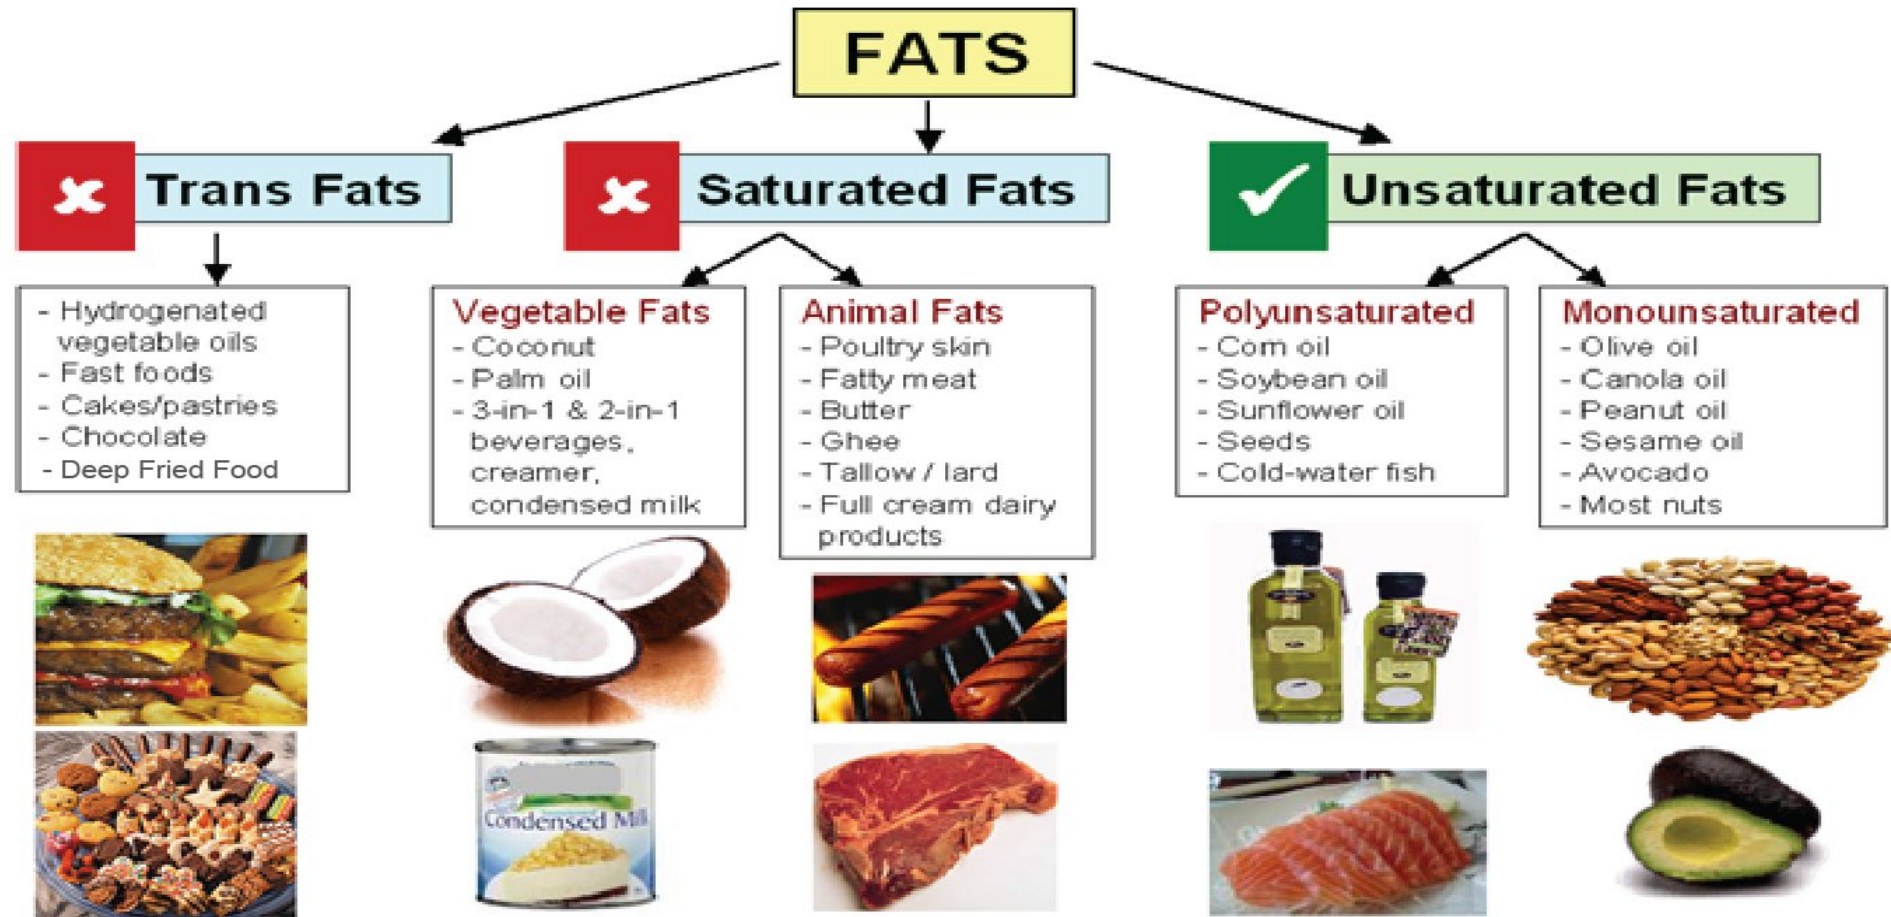 FATS
Trans Fats
Saturated Fats
Unsaturated Fats
- Hydrogenated
vegetable oils
- Fast foods
- Cakes/pastries
- Chocolate
- Deep Fried Food
Vegetable Fats
- Coconut
- Palm oil
- 3-in-1 & 2-in-1
beverages,
creamer,
condensed milk
Animal Fats
- Poultry skin
- Fatty meat
- Butter
- Ghee
- Tallow / lard
- Full cream dairy
products
Polyunsaturated
- Corn oil
- Soybean oil
- Sunflower oil
- Seeds
- Cold-water fish
Monounsaturated
- Olive oil
- Canola oil
- Peanut oil
- Sesame oil
- Avocado
- Most nuts
Condensed Milk